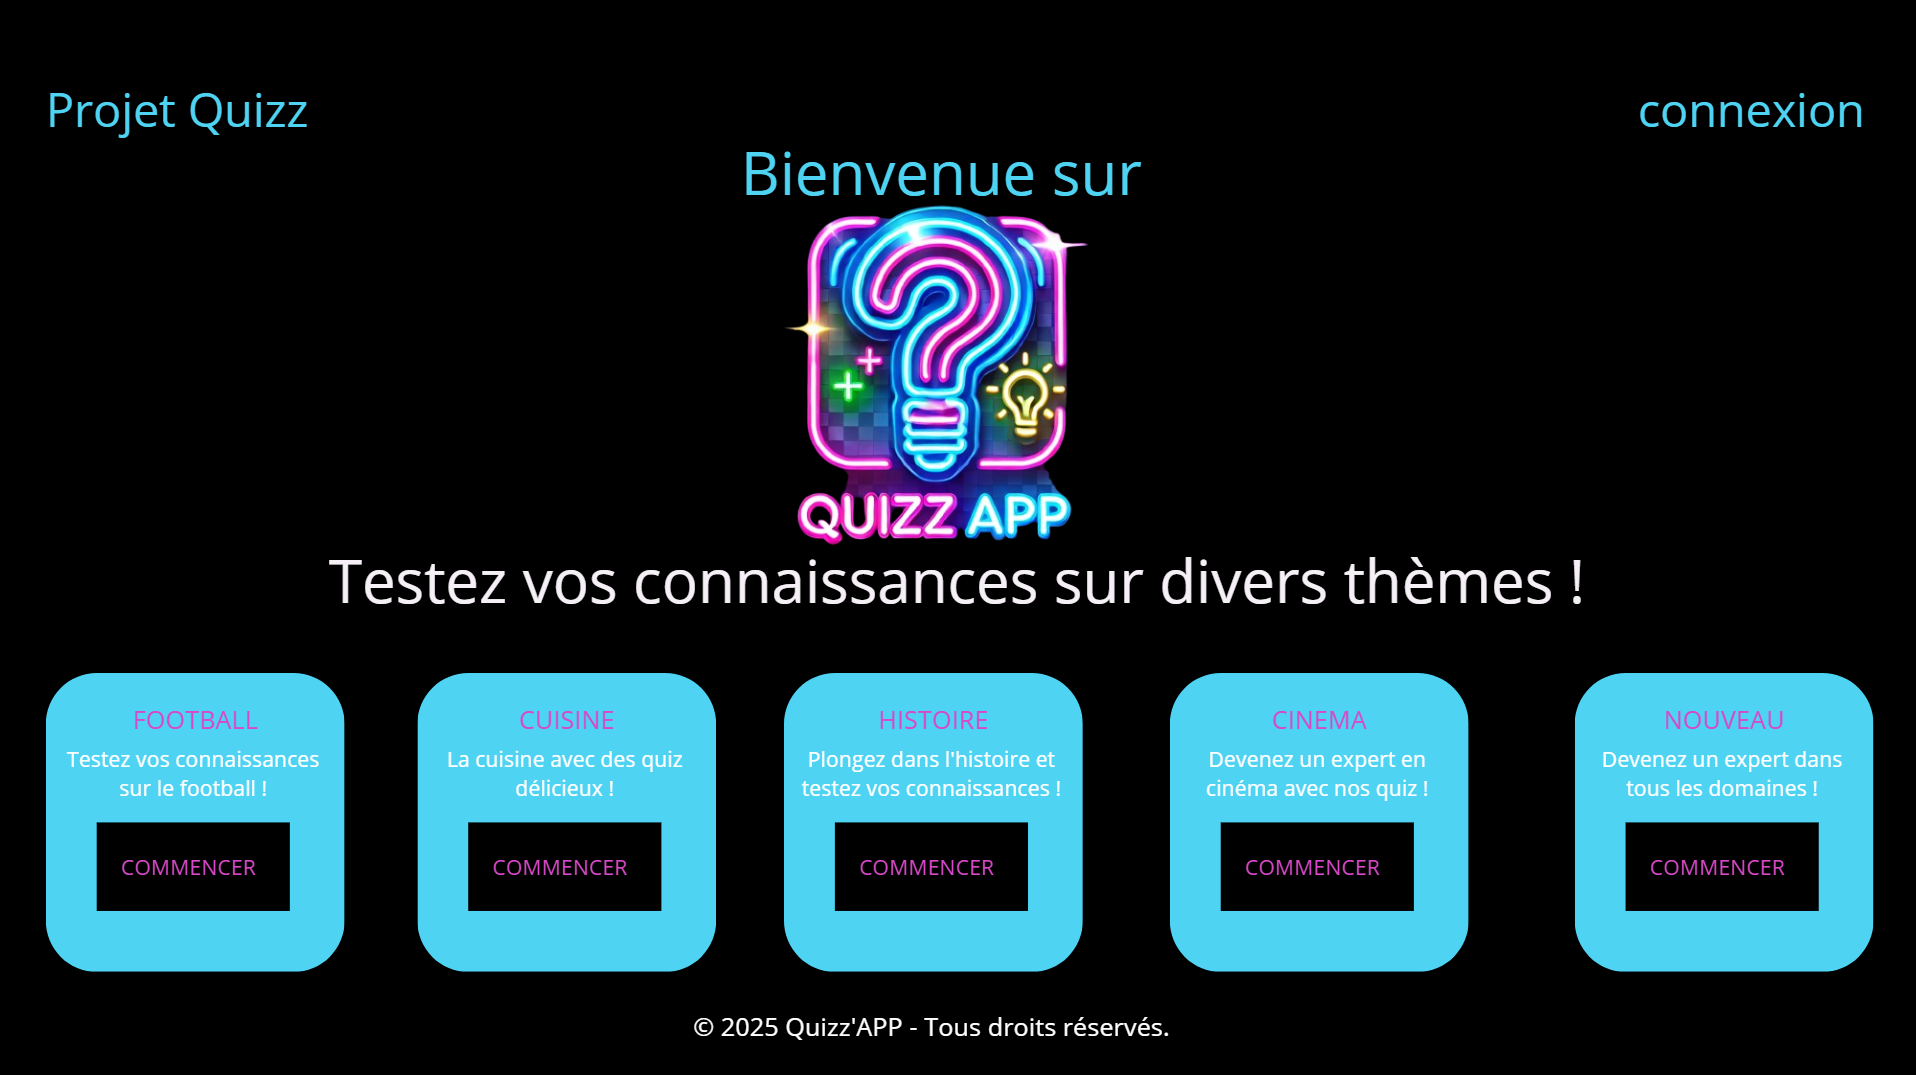 Projet Quizz
connexion
Bienvenue sur
QUIZZ APP
Testez vos connaissances sur divers thèmes !
FOOTBALL
Testez vos connaissances
sur le football !
COMMENCER
CUISINE
La cuisine avec des quiz
délicieux !
COMMENCER
HISTOIRE
Plongez dans l'histoire et
testez vos connaissances !
COMMENCER
CINEMA
Devenez un expert en
cinéma avec nos quiz !
COMMENCER
NOUVEAU
Devenez un expert dans
tous les domaines !
COMMENCER
© 2025 Quizz'APP - Tous droits réservés.